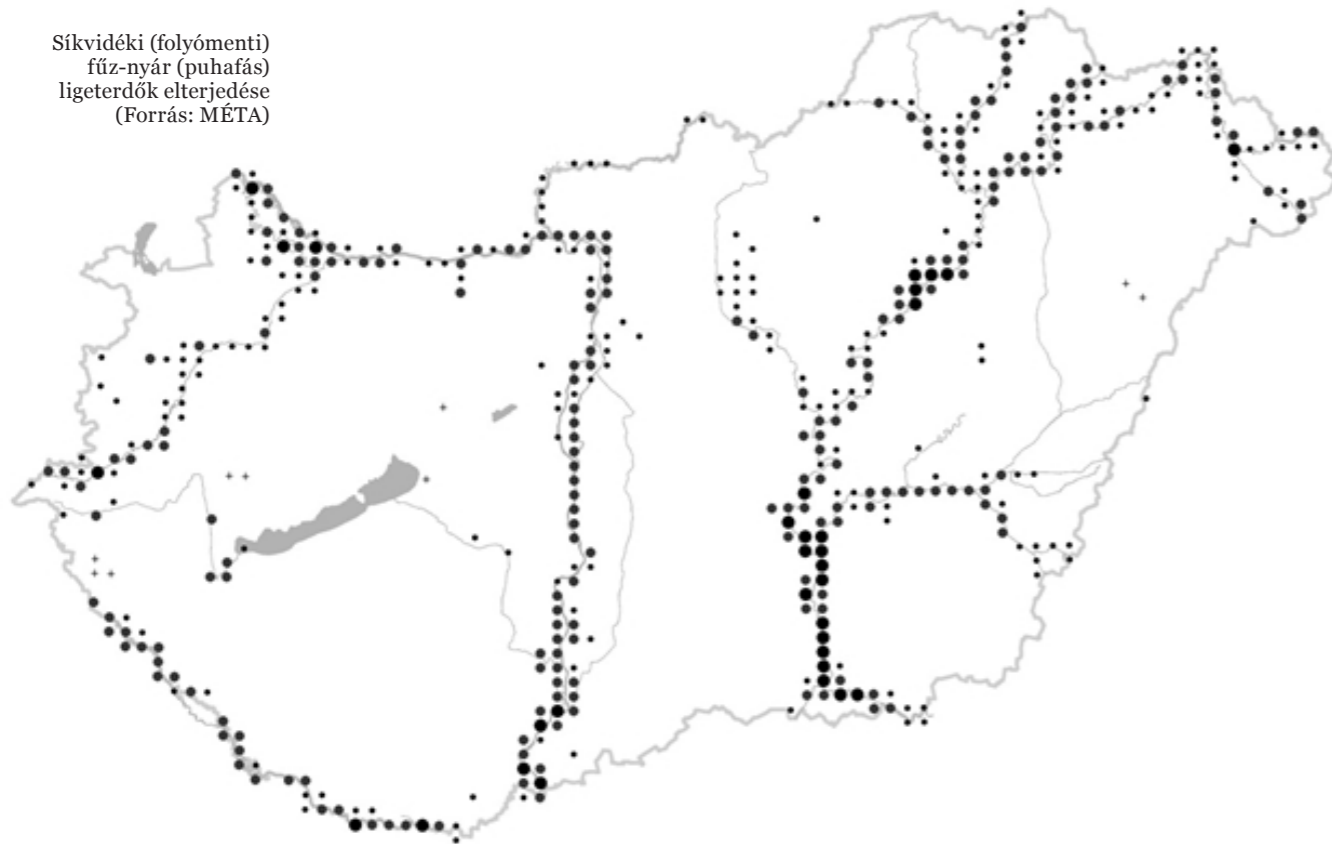 Síkvidéki (folyómenti)
fűz-nyár (puhafás)
ligeterdők elterjedése
(Forrás: MÉTA)